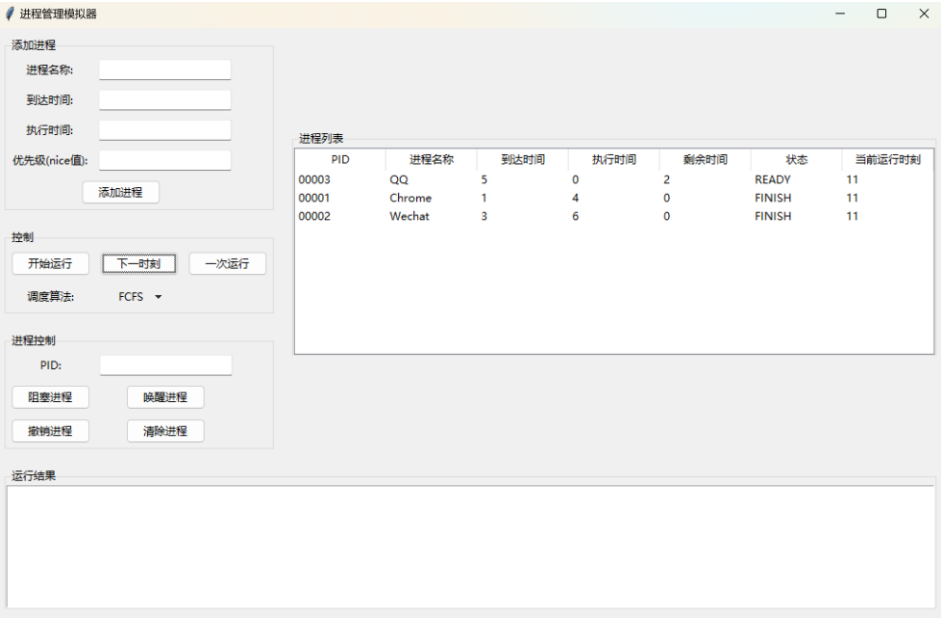 进程管理模拟器
添加进程
进程名称:
到达时间:
执行时间:
优先级(nice值):
添加进程
控制
开始运行 下一时刻 一次运行
调度算法: FCFS
进程控制
PID:
阻塞进程 唤醒进程
撤销进程 清除进程
进程列表
PID 进程名称 到达时间 执行时间 剩余时间 状态 当前运行时刻
00003 QQ 5 0 2 READY 11
00001 Chrome 1 4 0 FINISH 11
00002 Wechat 3 6 0 FINISH 11
运行结果